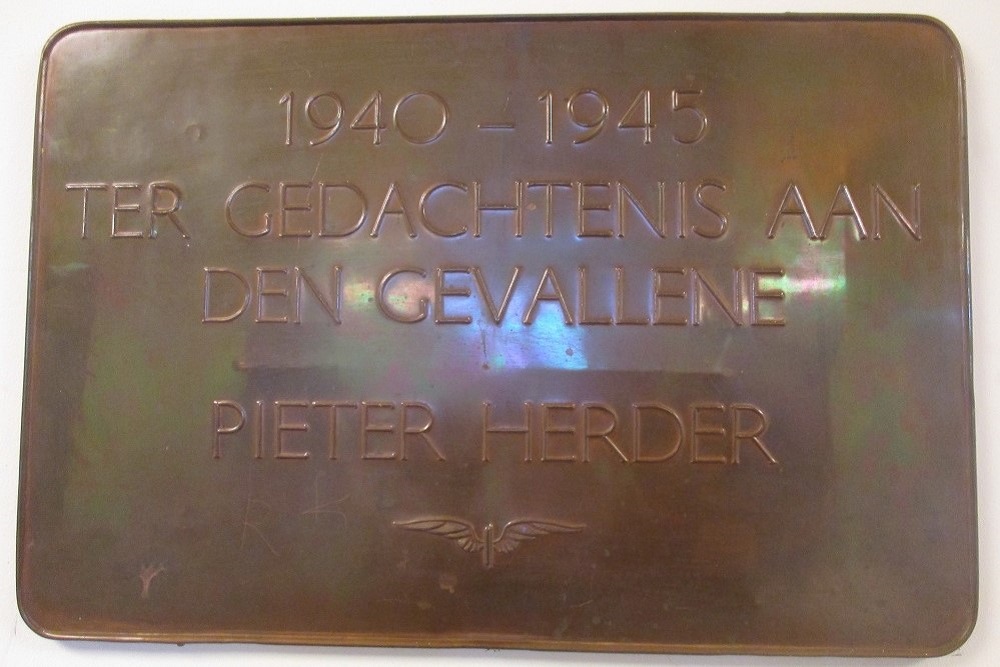 1940 - 1945
TER GEDACHTENIS AAN
DEN GEVALLENE
PIETER HERDER